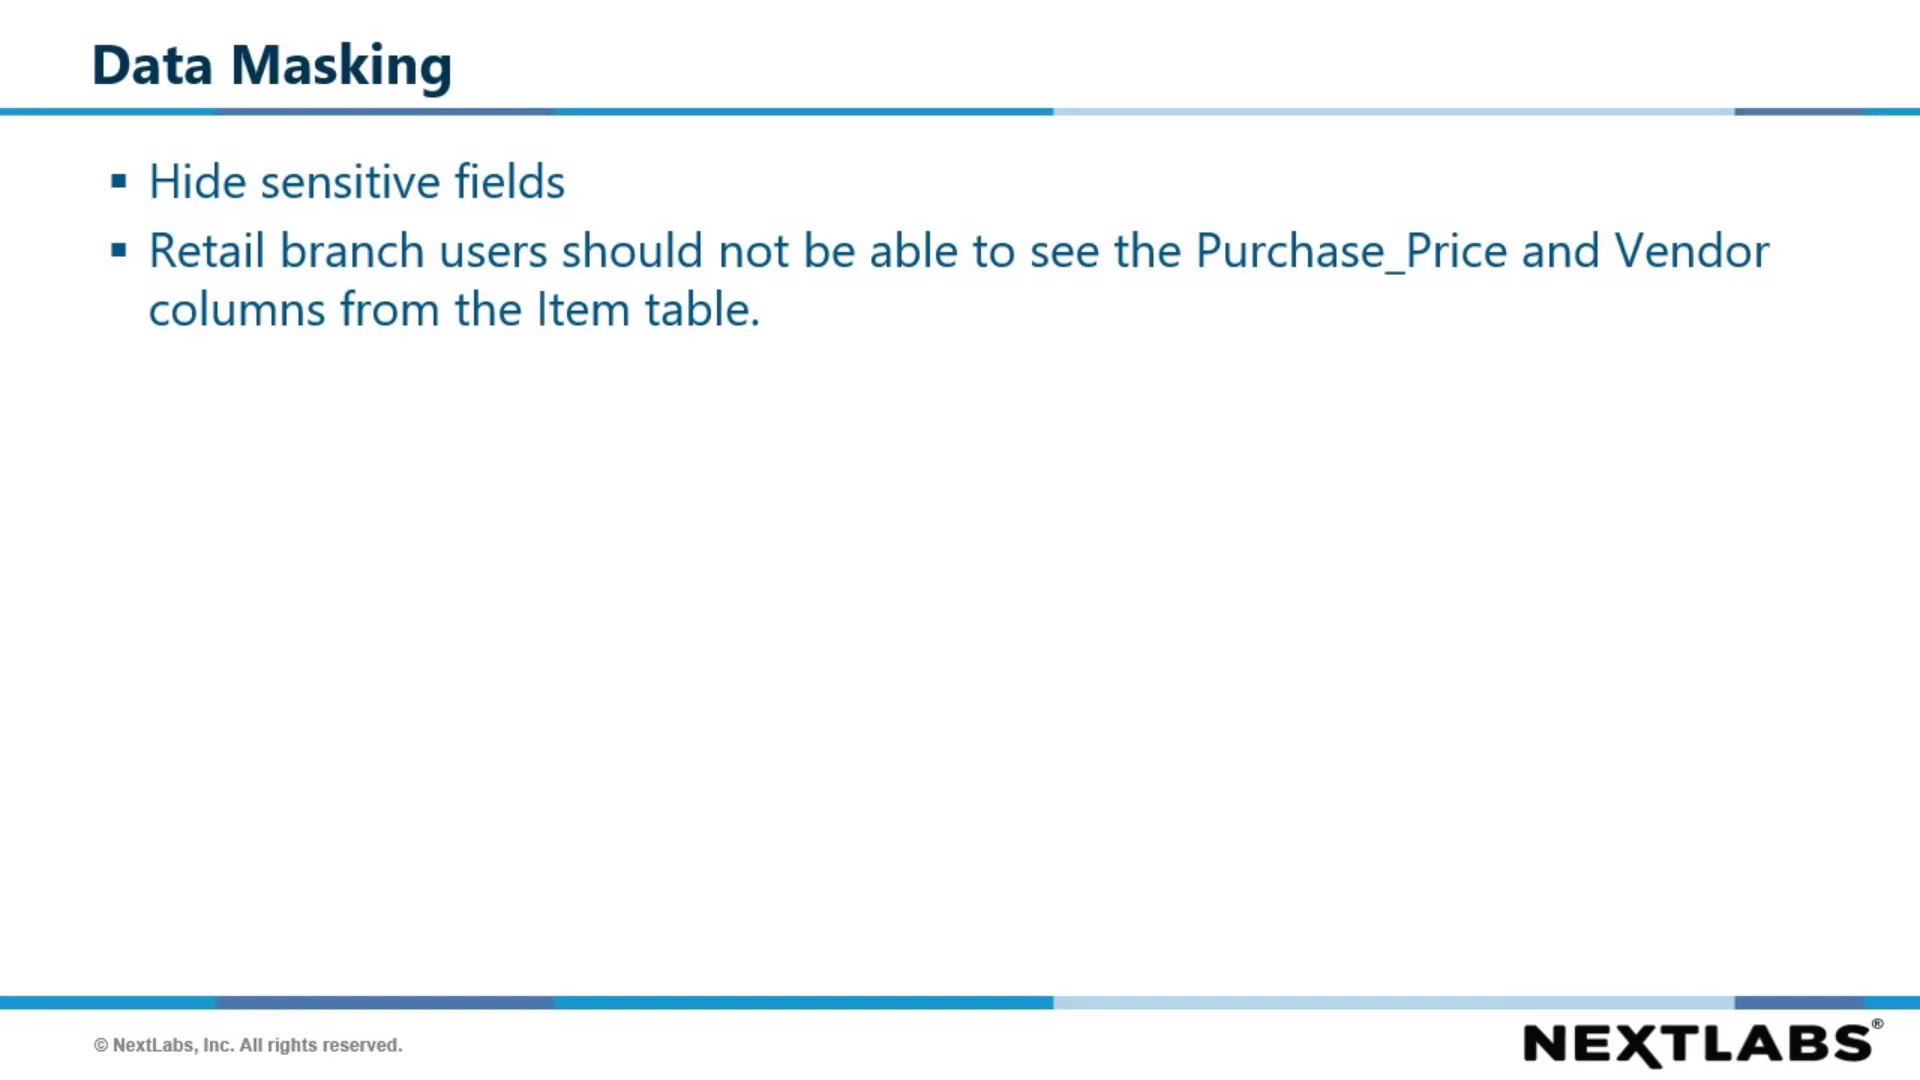 Data Masking
▪ Hide sensitive fields
▪ Retail branch users should not be able to see the Purchase_Price and Vendor
columns from the Item table.
© NextLabs, Inc. All rights reserved.
NEXTLABS®